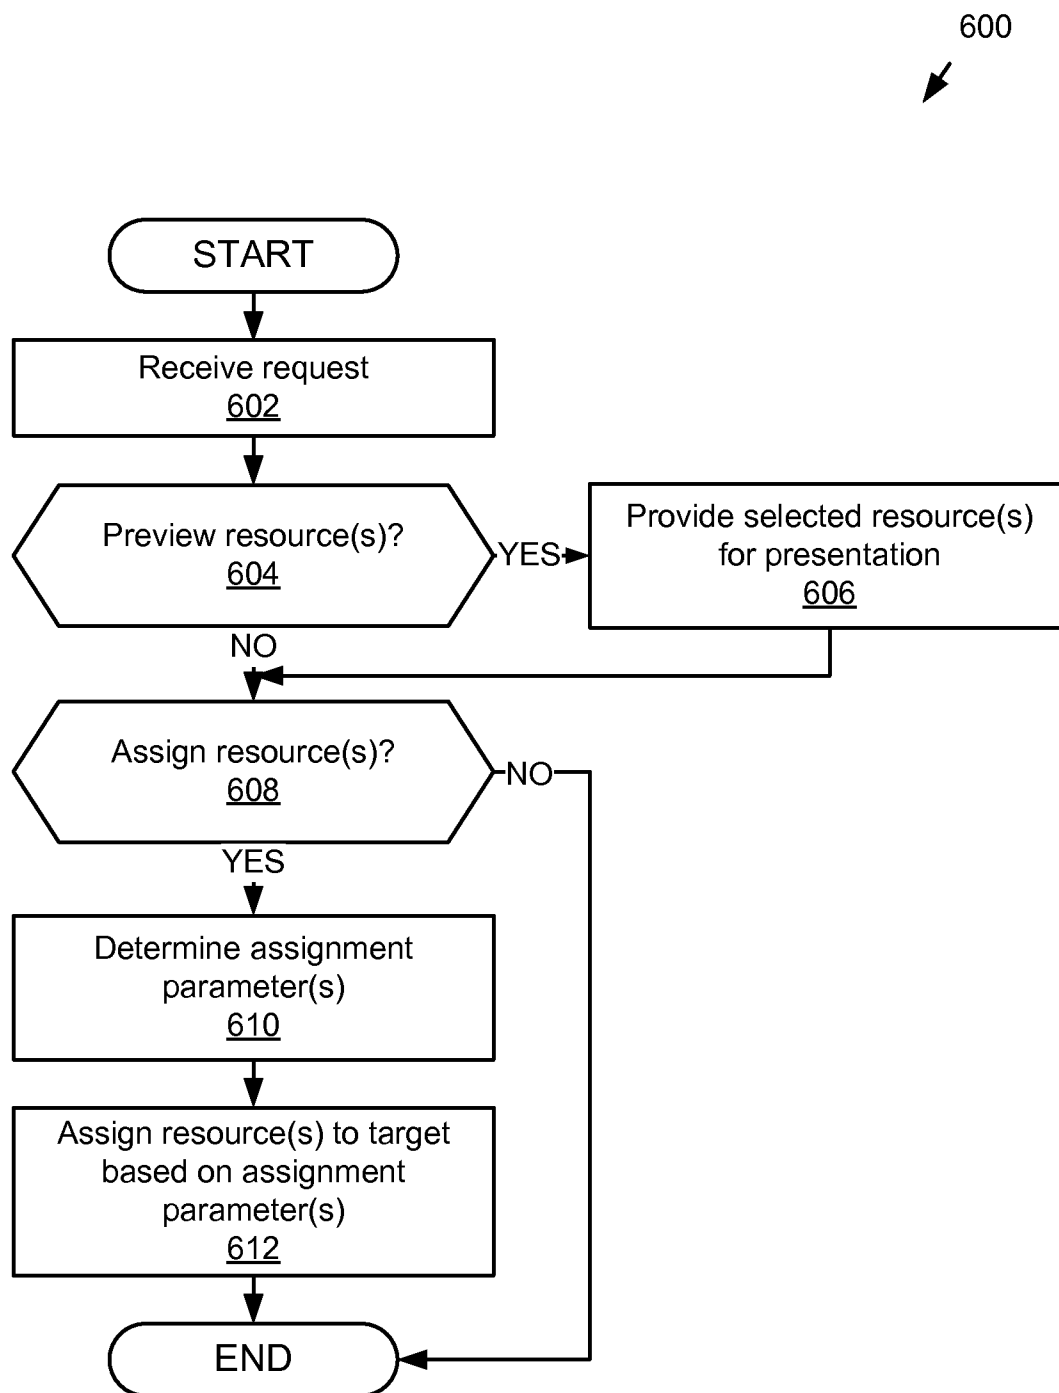 600
START
Receive request
602
Preview resource(s)?
604
YES
Provide selected resource(s)
for presentation
606
NO
Assign resource(s)?
608
NO
YES
Determine assignment
parameter(s)
610
Assign resource(s) to target
based on assignment
parameter(s)
612
END